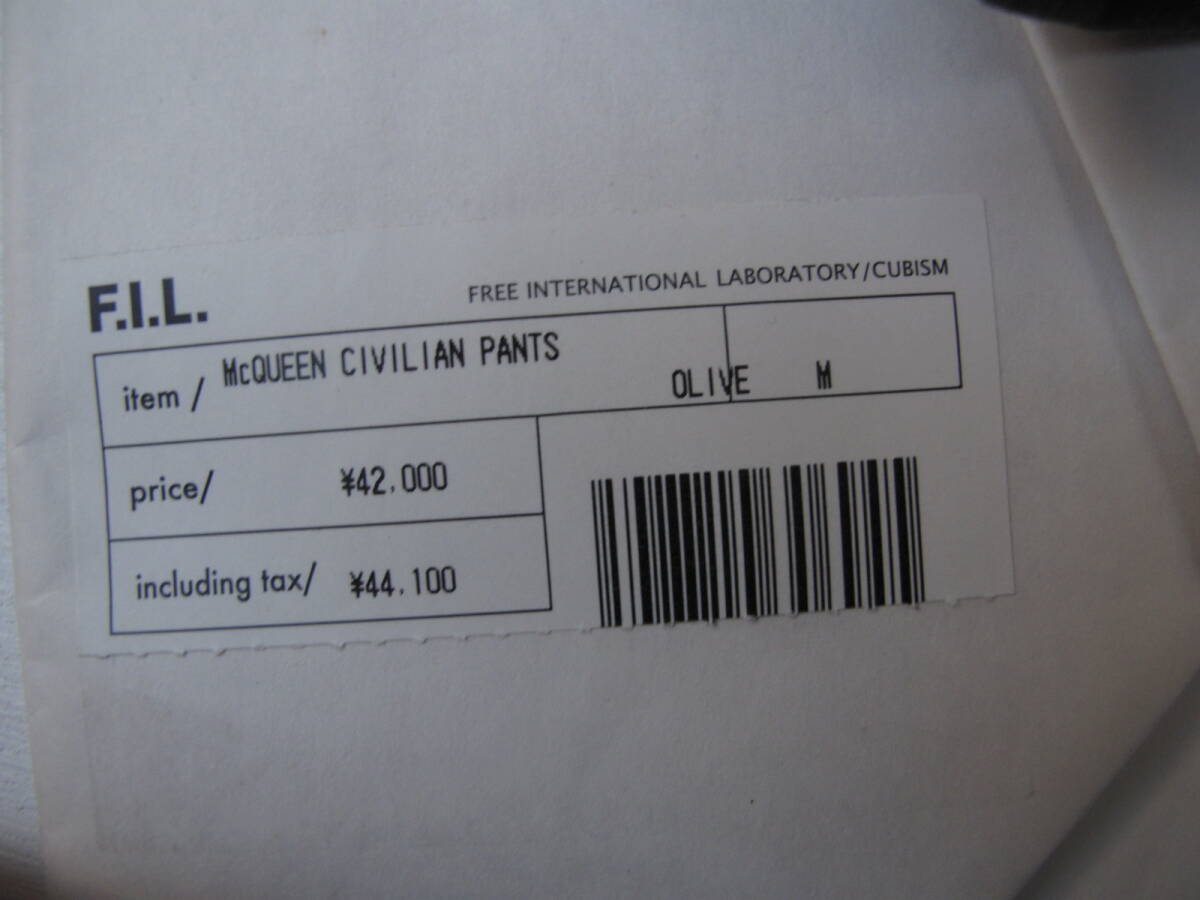 F.I.L.
FREE INTERNATIONAL LABORATORY/CUBISM
item/ McQUEEN CIVILIAN PANTS
OLIVE M
price/ ¥42,000
including tax/ ¥44,100